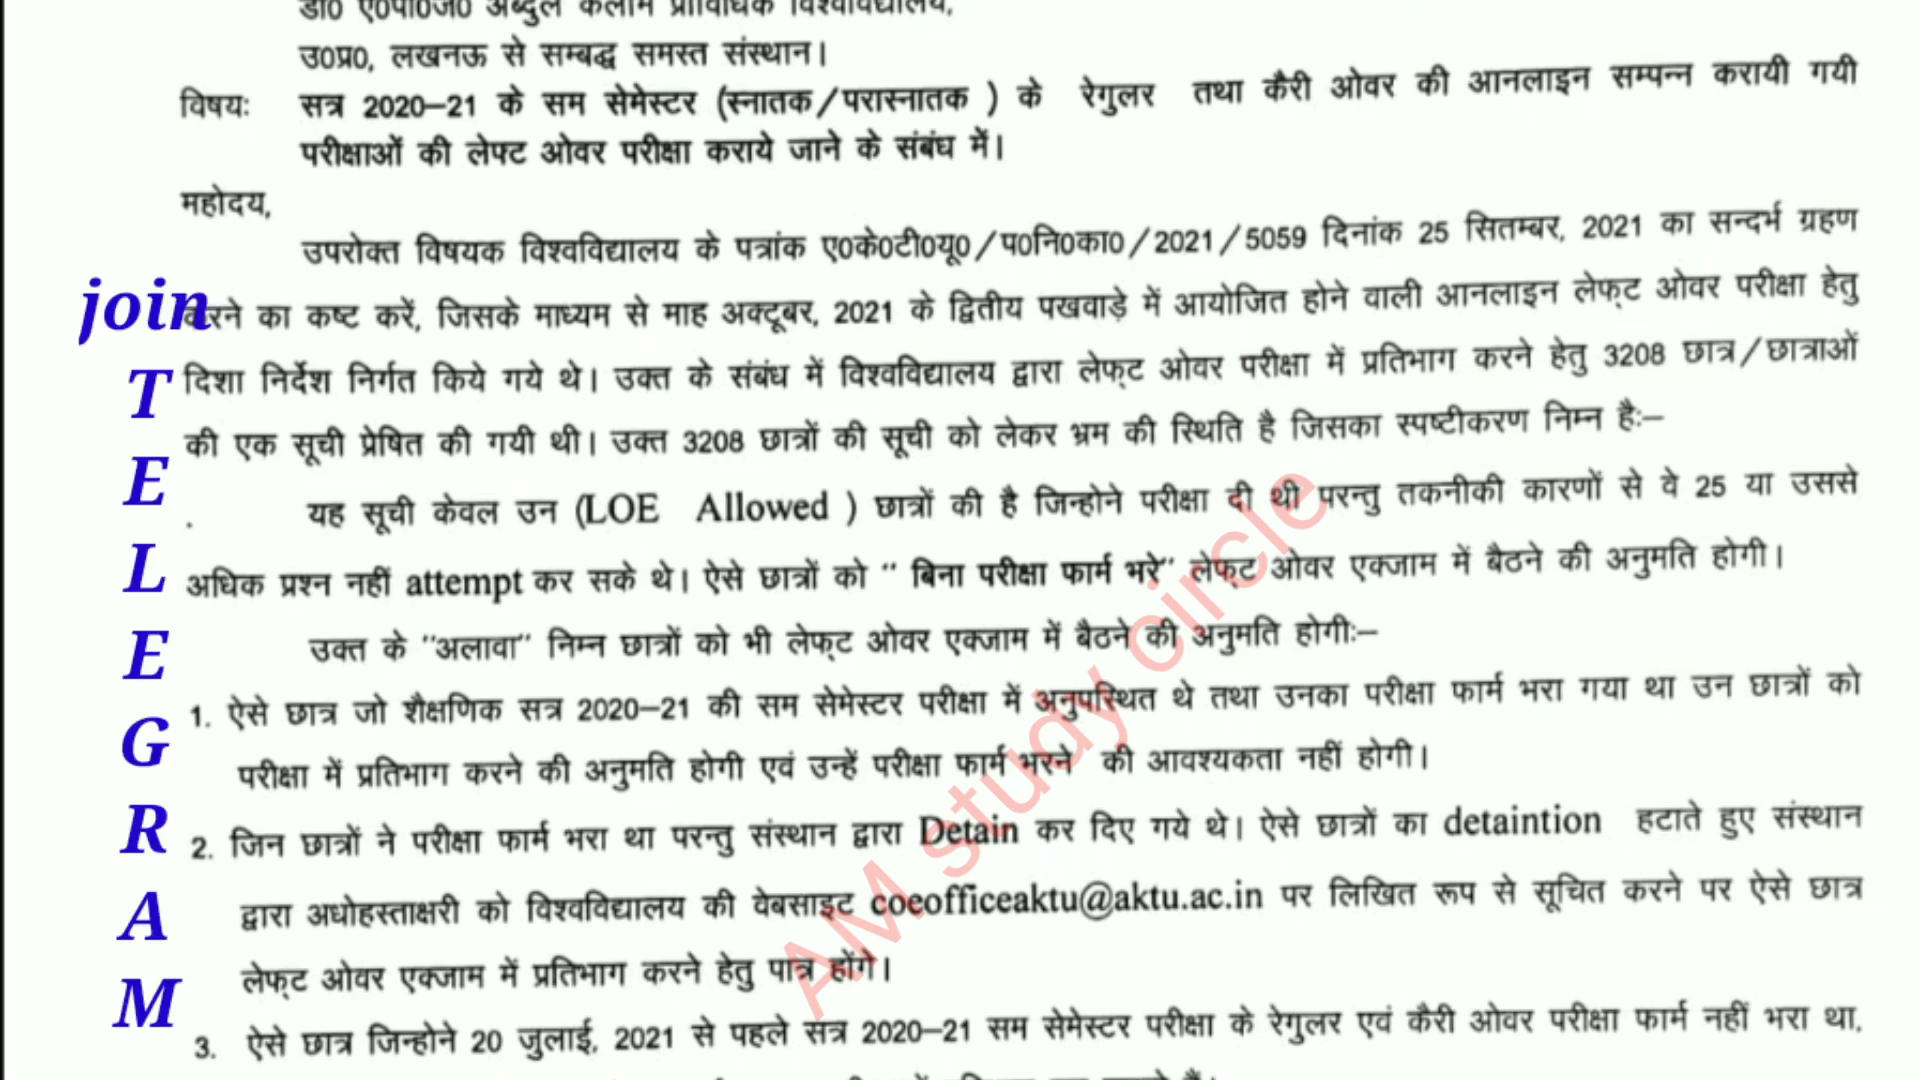 डा0 ए0पी0जे0 अब्दुल कलाम प्राविधिक विश्वविद्यालय,
उ0प्र0, लखनऊ से सम्बद्ध समस्त संस्थान।
विषयः सत्र 2020–21 के सम सेमेस्टर (स्नातक/परास्नातक ) के रेगुलर तथा कैरी ओवर की आनलाइन सम्पन्न करायी गयी
परीक्षाओं की लेफ्ट ओवर परीक्षा कराये जाने के संबंध में।
महोदय,
उपरोक्त विषयक विश्वविद्यालय के पत्रांक ए0के0टी0यू0/प0नि0का0/2021/5059 दिनांक 25 सितम्बर, 2021 का सन्दर्भ ग्रहण
करने का कष्ट करें, जिसके माध्यम से माह अक्टूबर, 2021 के द्वितीय पखवाड़े में आयोजित होने वाली आनलाइन लेफ्ट ओवर परीक्षा हेतु
दिशा निर्देश निर्गत किये गये थे। उक्त के संबंध में विश्वविद्यालय द्वारा लेफ्ट ओवर परीक्षा में प्रतिभाग करने हेतु 3208 छात्र/छात्राओं
की एक सूची प्रेषित की गयी थी। उक्त 3208 छात्रों की सूची को लेकर भ्रम की स्थिति है जिसका स्पष्टीकरण निम्न हैः–
यह सूची केवल उन (LOE Allowed ) छात्रों की है जिन्होने परीक्षा दी थी परन्तु तकनीकी कारणों से वे 25 या उससे
अधिक प्रश्न नहीं attempt कर सके थे। ऐसे छात्रों को " बिना परीक्षा फार्म भरे" लेफ्ट ओवर एक्जाम में बैठने की अनुमति होगी।
उक्त के "अलावा" निम्न छात्रों को भी लेफ्ट ओवर एक्जाम में बैठने की अनुमति होगीः–
1. ऐसे छात्र जो शैक्षणिक सत्र 2020–21 की सम सेमेस्टर परीक्षा में अनुपस्थित थे तथा उनका परीक्षा फार्म भरा गया था उन छात्रों को
परीक्षा में प्रतिभाग करने की अनुमति होगी एवं उन्हें परीक्षा फार्म भरने की आवश्यकता नहीं होगी।
2. जिन छात्रों ने परीक्षा फार्म भरा था परन्तु संस्थान द्वारा Detain कर दिए गये थे। ऐसे छात्रों का detaintion हटाते हुए संस्थान
द्वारा अधोहस्ताक्षरी को विश्वविद्यालय की वेबसाइट coeofficeaktu@aktu.ac.in पर लिखित रूप से सूचित करने पर ऐसे छात्र
लेफ्ट ओवर एक्जाम में प्रतिभाग करने हेतु पात्र होंगे।
3. ऐसे छात्र जिन्होने 20 जुलाई, 2021 से पहले सत्र 2020–21 सम सेमेस्टर परीक्षा के रेगुलर एवं कैरी ओवर परीक्षा फार्म नहीं भरा था,
join
T
E
L
E
G
R
A
M
AM study circle